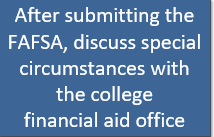 After submitting the
FAFSA, discuss special
circumstances with
the college
financial aid office